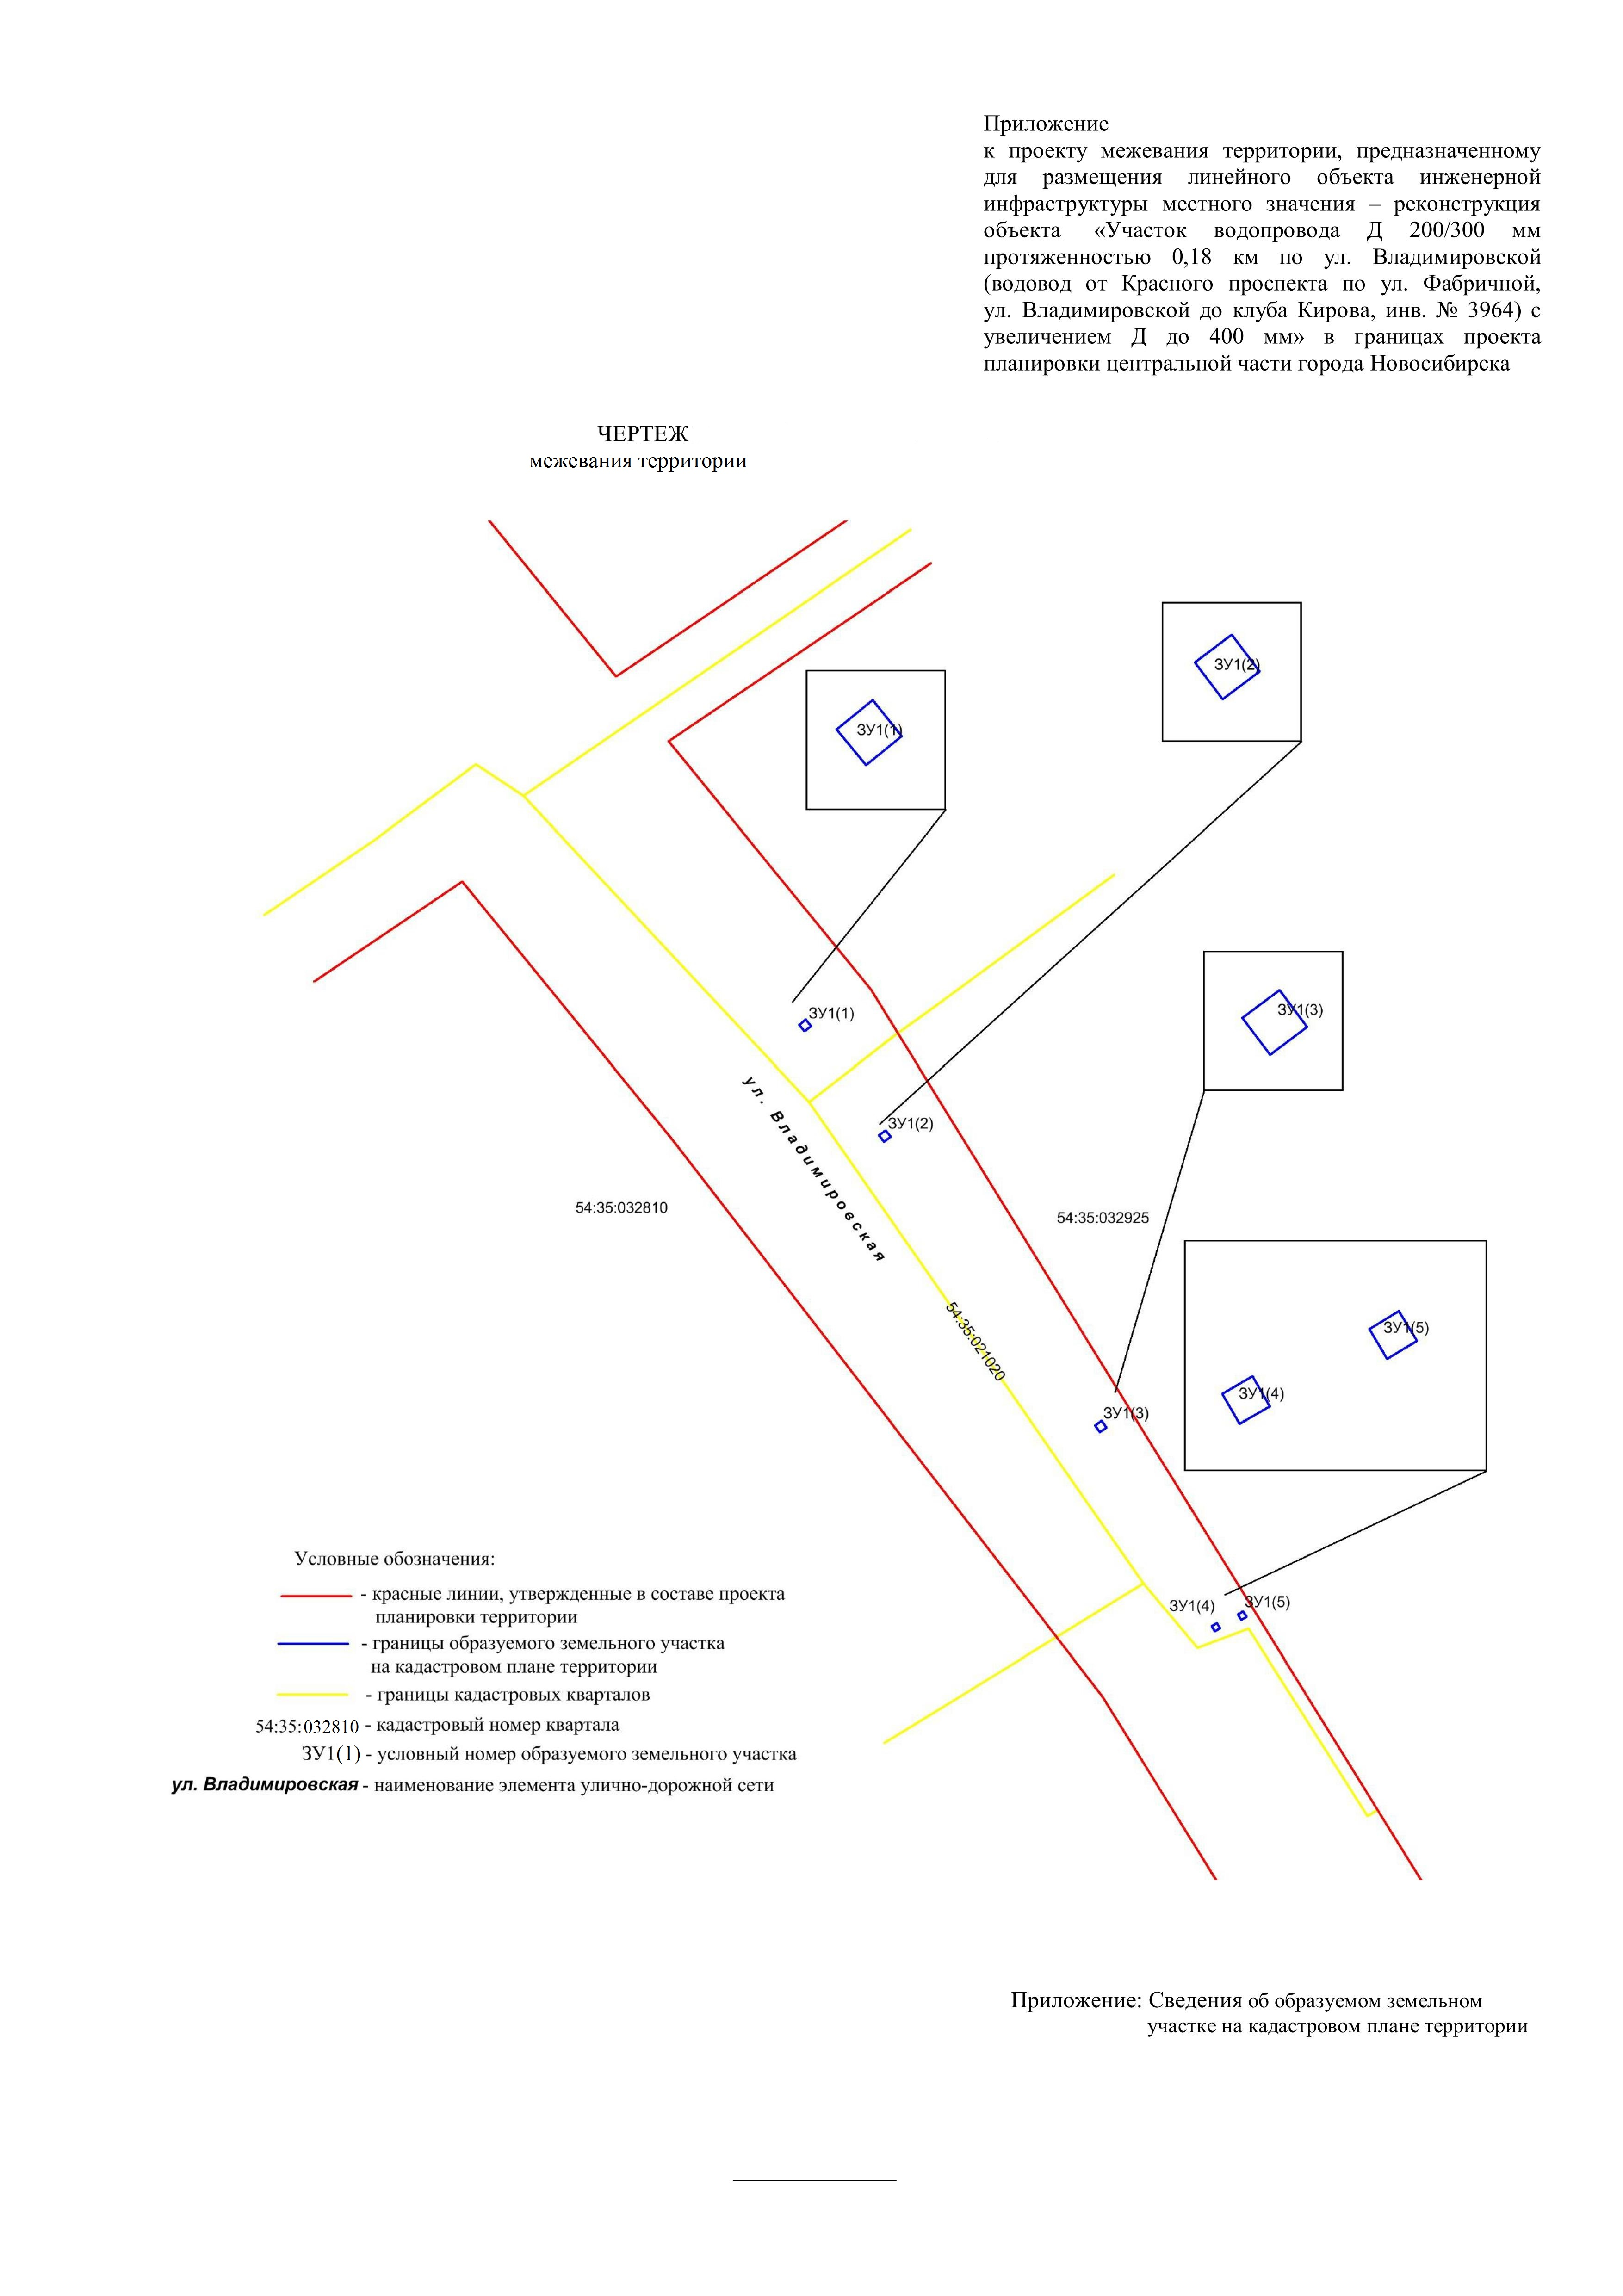 Приложение
к проекту межевания территории, предназначенному
для размещения линейного объекта инженерной
инфраструктуры местного значения – реконструкция
объекта «Участок водопровода Д 200/300 мм
протяженностью 0,18 км по ул. Владимировской
(водовод от Красного проспекта по ул. Фабричной,
ул. Владимировской до клуба Кирова, инв. № 3964) с
увеличением Д до 400 мм» в границах проекта
планировки центральной части города Новосибирска
ЧЕРТЕЖ
межевания территории
ЗУ1(2)
ЗУ1(1)
ЗУ1(3)
ЗУ1(1)
ул. Владимировская
ЗУ1(2)
54:35:032810
54:35:032925
54:35:021020
ЗУ1(5)
ЗУ1(4)
ЗУ1(3)
ЗУ1(4)
ЗУ1(5)
Условные обозначения:
- красные линии, утвержденные в составе проекта
планировки территории
- границы образуемого земельного участка
на кадастровом плане территории
- границы кадастровых кварталов
54:35:032810 - кадастровый номер квартала
ЗУ1(1) - условный номер образуемого земельного участка
ул. Владимировская - наименование элемента улично-дорожной сети
Приложение: Сведения об образуемом земельном
участке на кадастровом плане территории